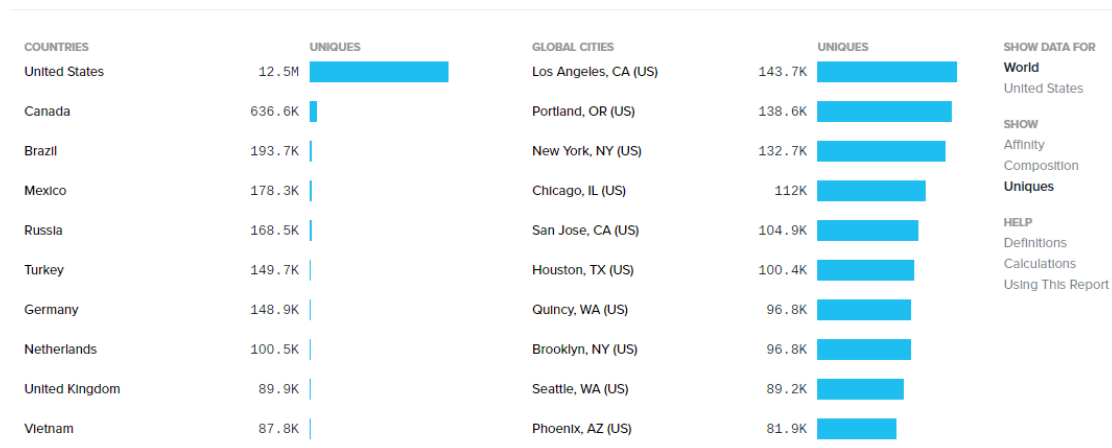 COUNTRIES UNIQUES
United States 12.5M
Canada 636.6K
Brazil 193.7K
Mexico 178.3K
Russia 168.5K
Turkey 149.7K
Germany 148.9K
Netherlands 100.5K
United Kingdom 89.9K
Vietnam 87.8K
GLOBAL CITIES UNIQUES
Los Angeles, CA (US) 143.7K
Portland, OR (US) 138.6K
New York, NY (US) 132.7K
Chicago, IL (US) 112K
San Jose, CA (US) 104.9K
Houston, TX (US) 100.4K
Quincy, WA (US) 96.8K
Brooklyn, NY (US) 96.8K
Seattle, WA (US) 89.2K
Phoenix, AZ (US) 81.9K
SHOW DATA FOR
World
United States
SHOW
Affinity
Composition
Uniques
HELP
Definitions
Calculations
Using This Report